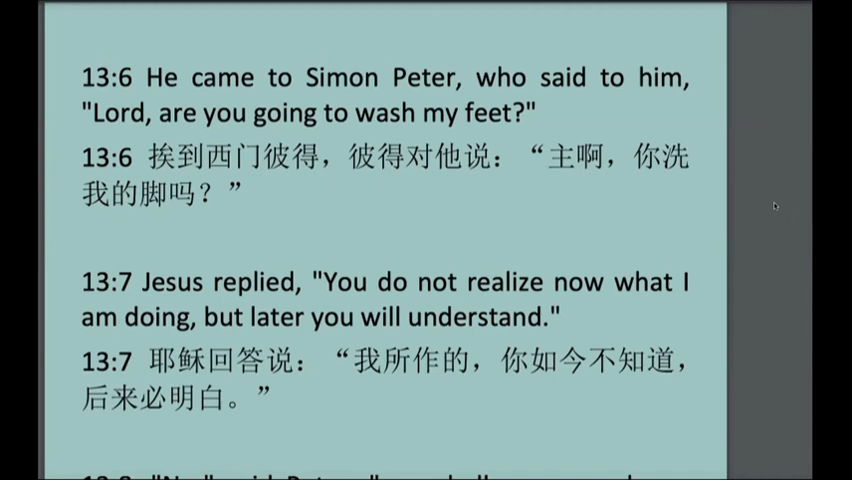 13:6 He came to Simon Peter, who said to him,
"Lord, are you going to wash my feet?"
13:6 挨到西门彼得，彼得对他说：“主啊，你洗
我的脚吗？”
13:7 Jesus replied, "You do not realize now what I
am doing, but later you will understand."
13:7 耶稣回答说：“我所作的，你如今不知道，
后来必明白。”